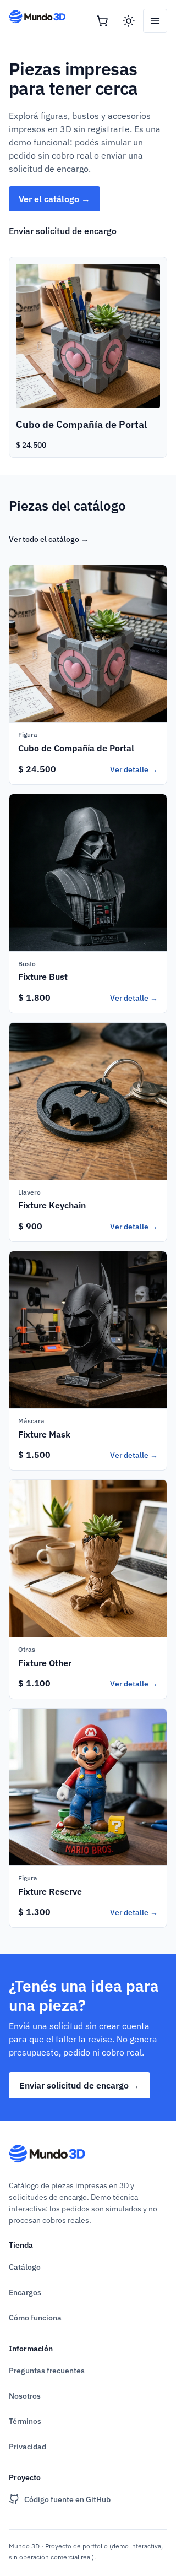 Mundo 3D
Piezas impresas
para tener cerca
Explorá figuras, bustos y accesorios
impresos en 3D sin registrarte. Es una
demo funcional: podés simular un
pedido sin cobro real o enviar una
solicitud de encargo.
Ver el catálogo →
Enviar solicitud de encargo
Cubo de Compañía de Portal
$ 24.500
Piezas del catálogo
Ver todo el catálogo →
Figura
Cubo de Compañía de Portal
$ 24.500
Ver detalle →
Busto
Fixture Bust
$ 1.800
Ver detalle →
Llavero
Fixture Keychain
$ 900
Ver detalle →
Máscara
Fixture Mask
$ 1.500
Ver detalle →
Otras
Fixture Other
$ 1.100
Ver detalle →
MARIO BROS.
Figura
Fixture Reserve
$ 1.300
Ver detalle →
¿Tenés una idea para
una pieza?
Enviá una solicitud sin crear cuenta
para que el taller la revise. No genera
presupuesto, pedido ni cobro real.
Enviar solicitud de encargo →
Mundo 3D
Catálogo de piezas impresas en 3D y
solicitudes de encargo. Demo técnica
interactiva: los pedidos son simulados y no
procesan cobros reales.
Tienda
Catálogo
Encargos
Cómo funciona
Información
Preguntas frecuentes
Nosotros
Términos
Privacidad
Proyecto
Código fuente en GitHub
Mundo 3D · Proyecto de portfolio (demo interactiva,
sin operación comercial real).